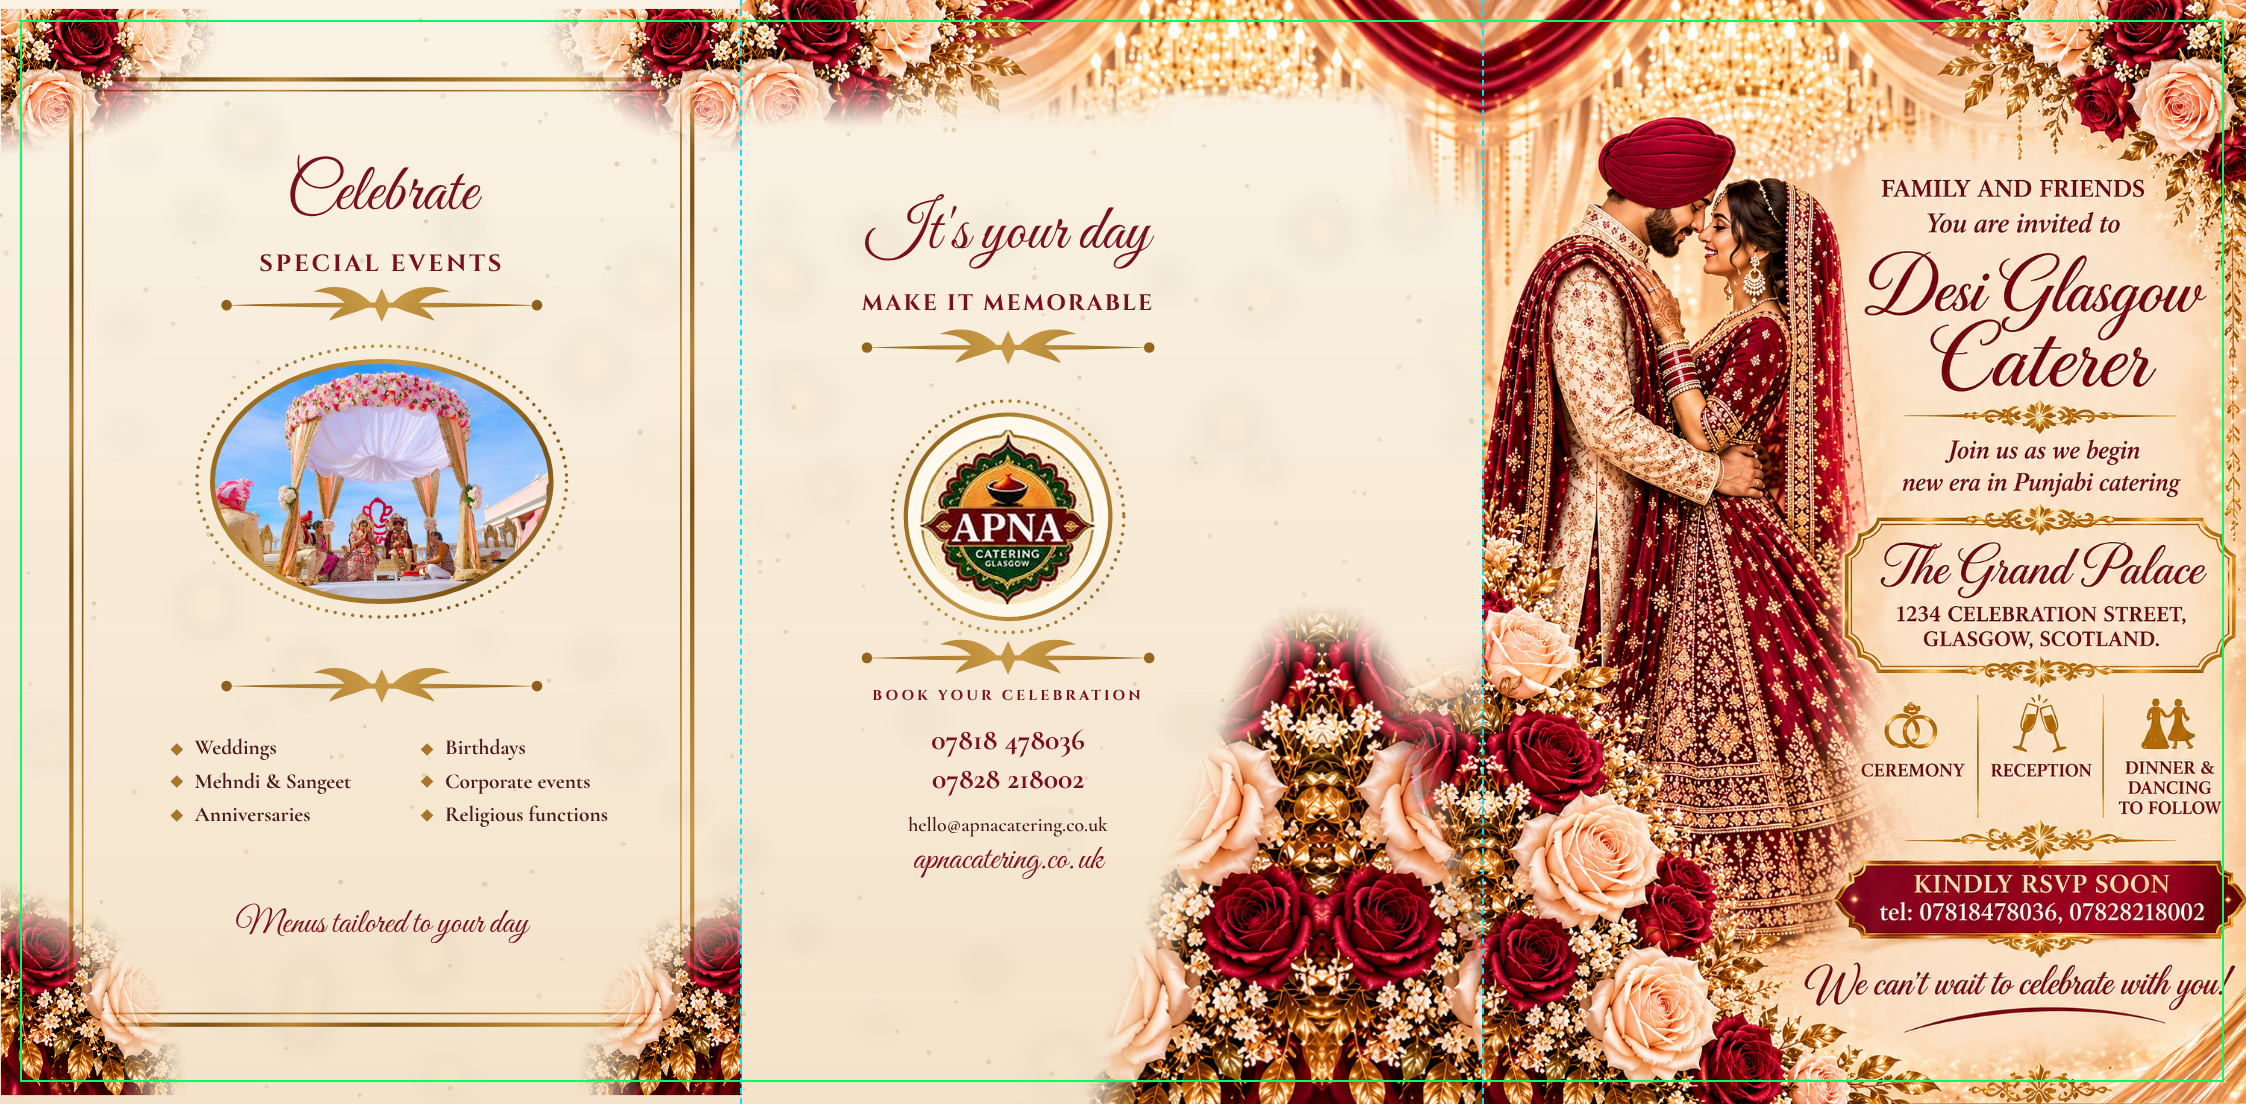 Celebrate
SPECIAL EVENTS
Weddings
Mehndi & Sangeet
Anniversaries
Birthdays
Corporate events
Religious functions
Menus tailored to your day
It's your day
MAKE IT MEMORABLE
APNA
CATERING
GLASGOW
BOOK YOUR CELEBRATION
07818 478036
07828 218002
hello@apnacatering.co.uk
apnacatering.co.uk
FAMILY AND FRIENDS
You are invited to
Desi Glasgow
Caterer
Join us as we begin
new era in Punjabi catering
The Grand Palace
1234 CELEBRATION STREET,
GLASGOW, SCOTLAND.
CEREMONY
RECEPTION
DINNER &
DANCING
TO FOLLOW
KINDLY RSVP SOON
tel: 07818478036, 07828218002
We can't wait to celebrate with you!